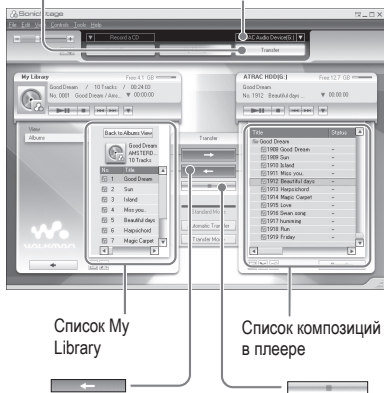 SonicStage
File Edit View Controls Tools Help
Record a CD
ATRAC Audio Device(G:)
Transfer
My Library
Free:4.1 GB
Good Dream / 10 Tracks / 00:24:03
No. 0001 Good Dream / Ams... 00:00:00
ATRAC HDD(G:)
Free:12.7 GB
Good Dream
No. 1912 Beautiful days ... 00:00:00
View
Albums
Back to Albums View
Good Dream
AMSTERD...
10 Tracks
No. Title
1 Good Dream
2 Sun
3 Island
4 Miss you..
5 Beautiful days
6 Harpsichord
7 Magic Carpet
WALKMAN
Transfer
Standard Mode
Automatic Transfer
Transfer Mode
Title Status
Good Dream
1908 Good Dream -
1909 Sun -
1910 Island -
1911 Miss you.. -
1912 Beautiful days -
1913 Harpsichord -
1914 Magic Carpet -
1915 Love -
1916 Swan song -
1917 humming -
1918 Run -
1919 Friday -
Список My
Library
Список композиций
в плеере